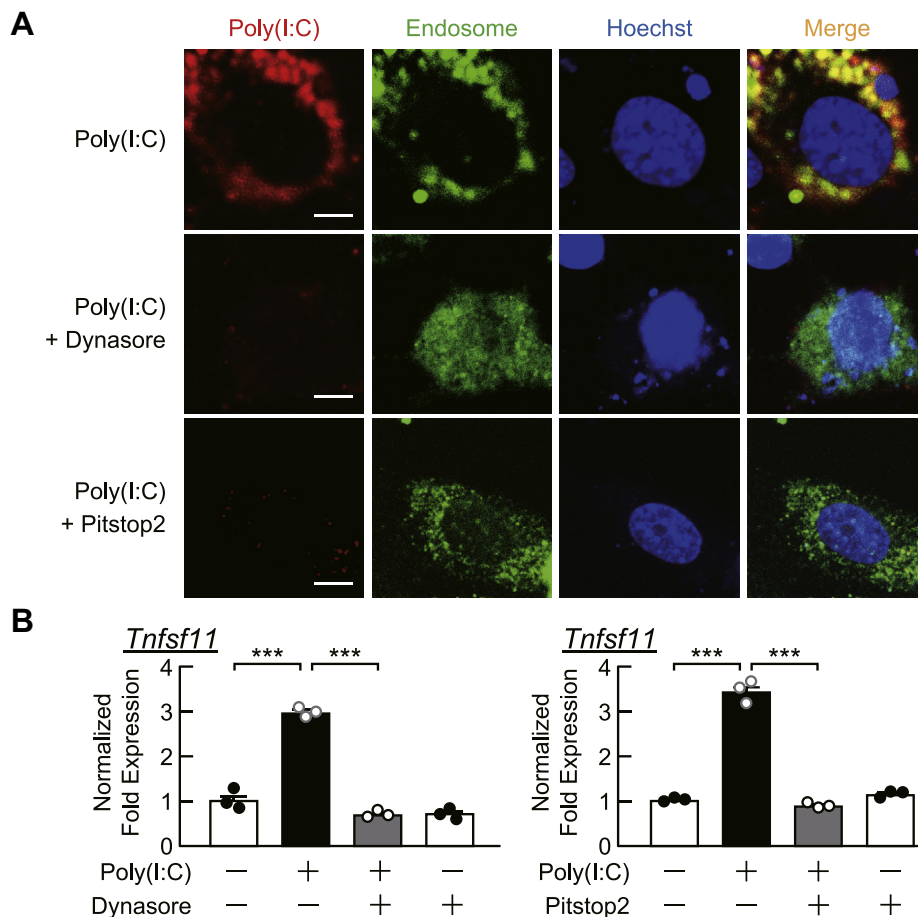 A
Poly(I:C) Endosome Hoechst Merge
Poly(I:C)
Poly(I:C)
+ Dynasore
Poly(I:C)
+ Pitstop2
B
Tnfsf11
*** ***
Normalized
Fold Expression
4
3
2
1
0
Poly(I:C) − + + −
Dynasore − − + +
Tnfsf11
*** ***
Normalized
Fold Expression
4
3
2
1
0
Poly(I:C) − + + −
Pitstop2 − − + +